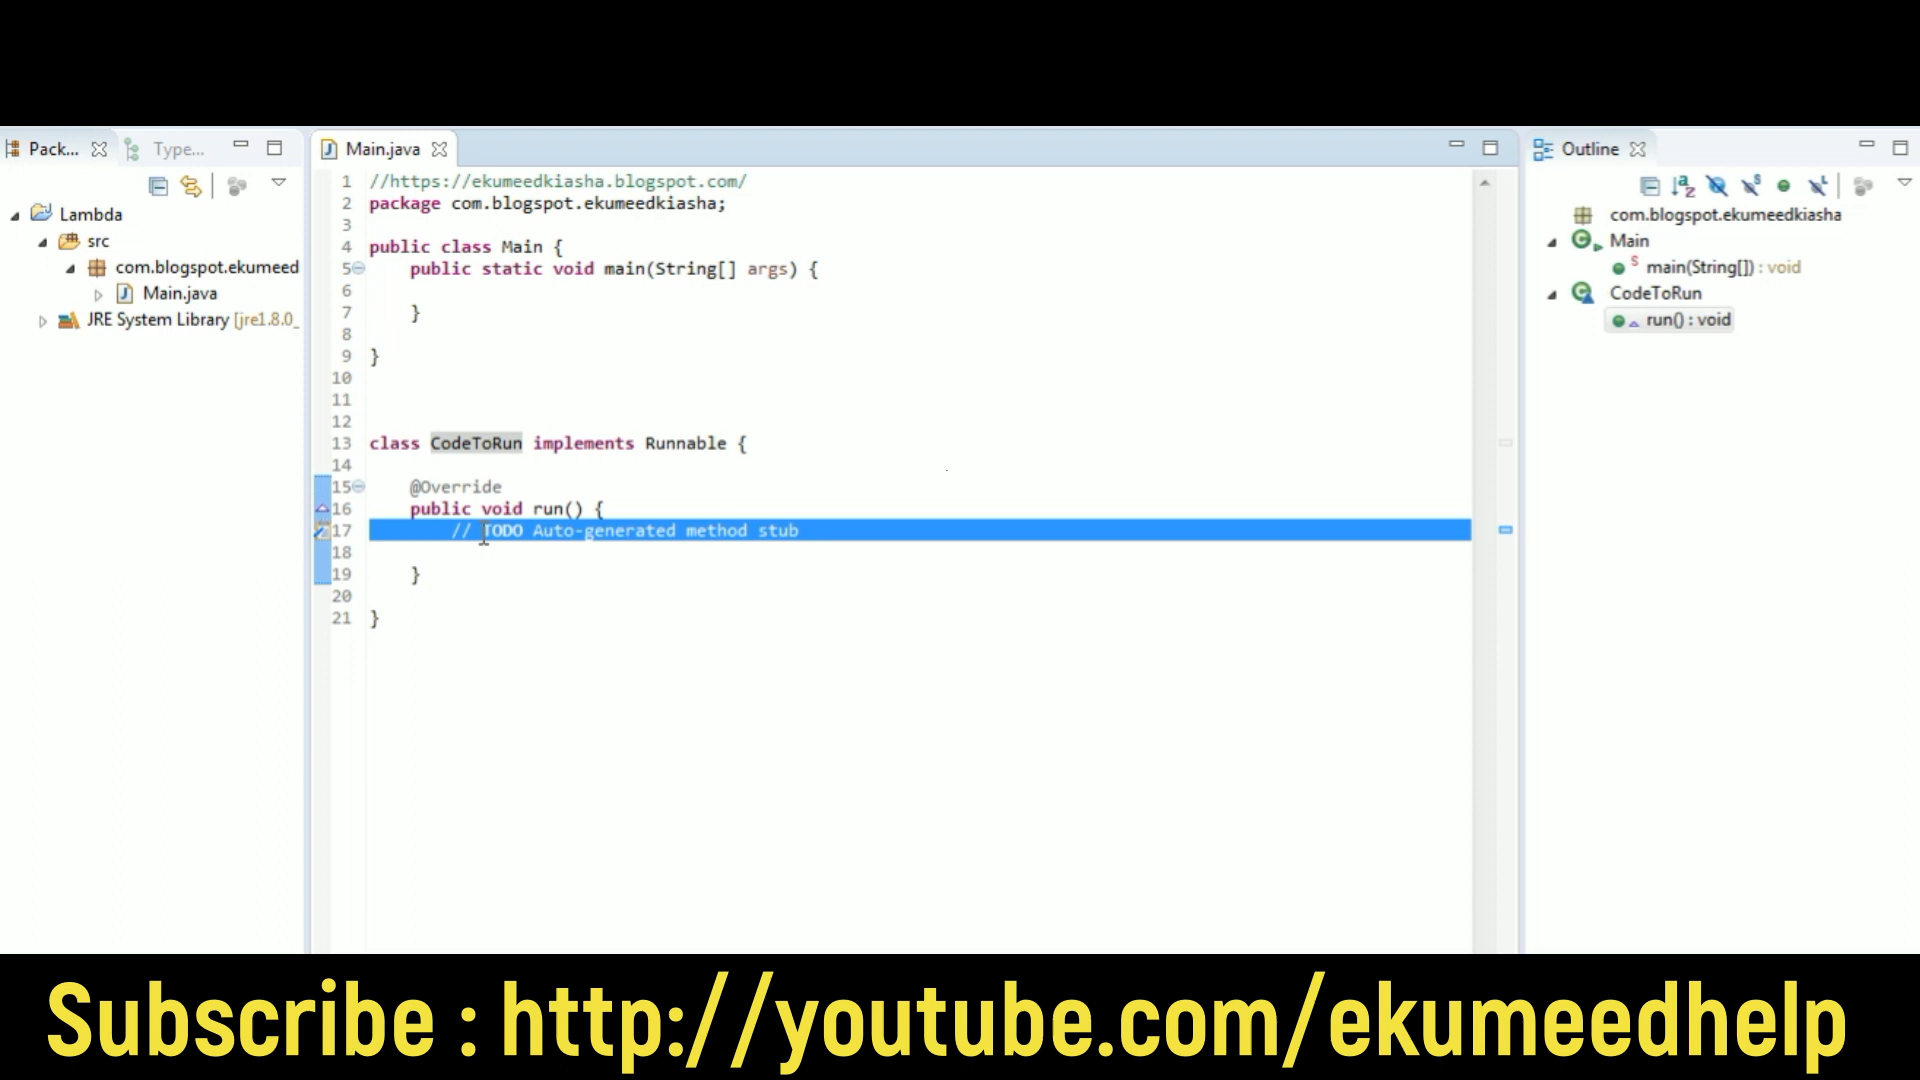 Pack...
Type...
Lambda
src
com.blogspot.ekumeed
Main.java
JRE System Library [jre1.8.0_
Main.java
1 //https://ekumeedkiasha.blogspot.com/
2 package com.blogspot.ekumeedkiasha;
3
4 public class Main {
5 public static void main(String[] args) {
6
7 }
8
9 }
10
11
12
13 class CodeToRun implements Runnable {
14
15 @Override
16 public void run() {
17 // TODO Auto-generated method stub
18
19 }
20
21 }
Outline
com.blogspot.ekumeedkiasha
Main
main(String[]) : void
CodeToRun
run() : void
Subscribe : http://youtube.com/ekumeedhelp